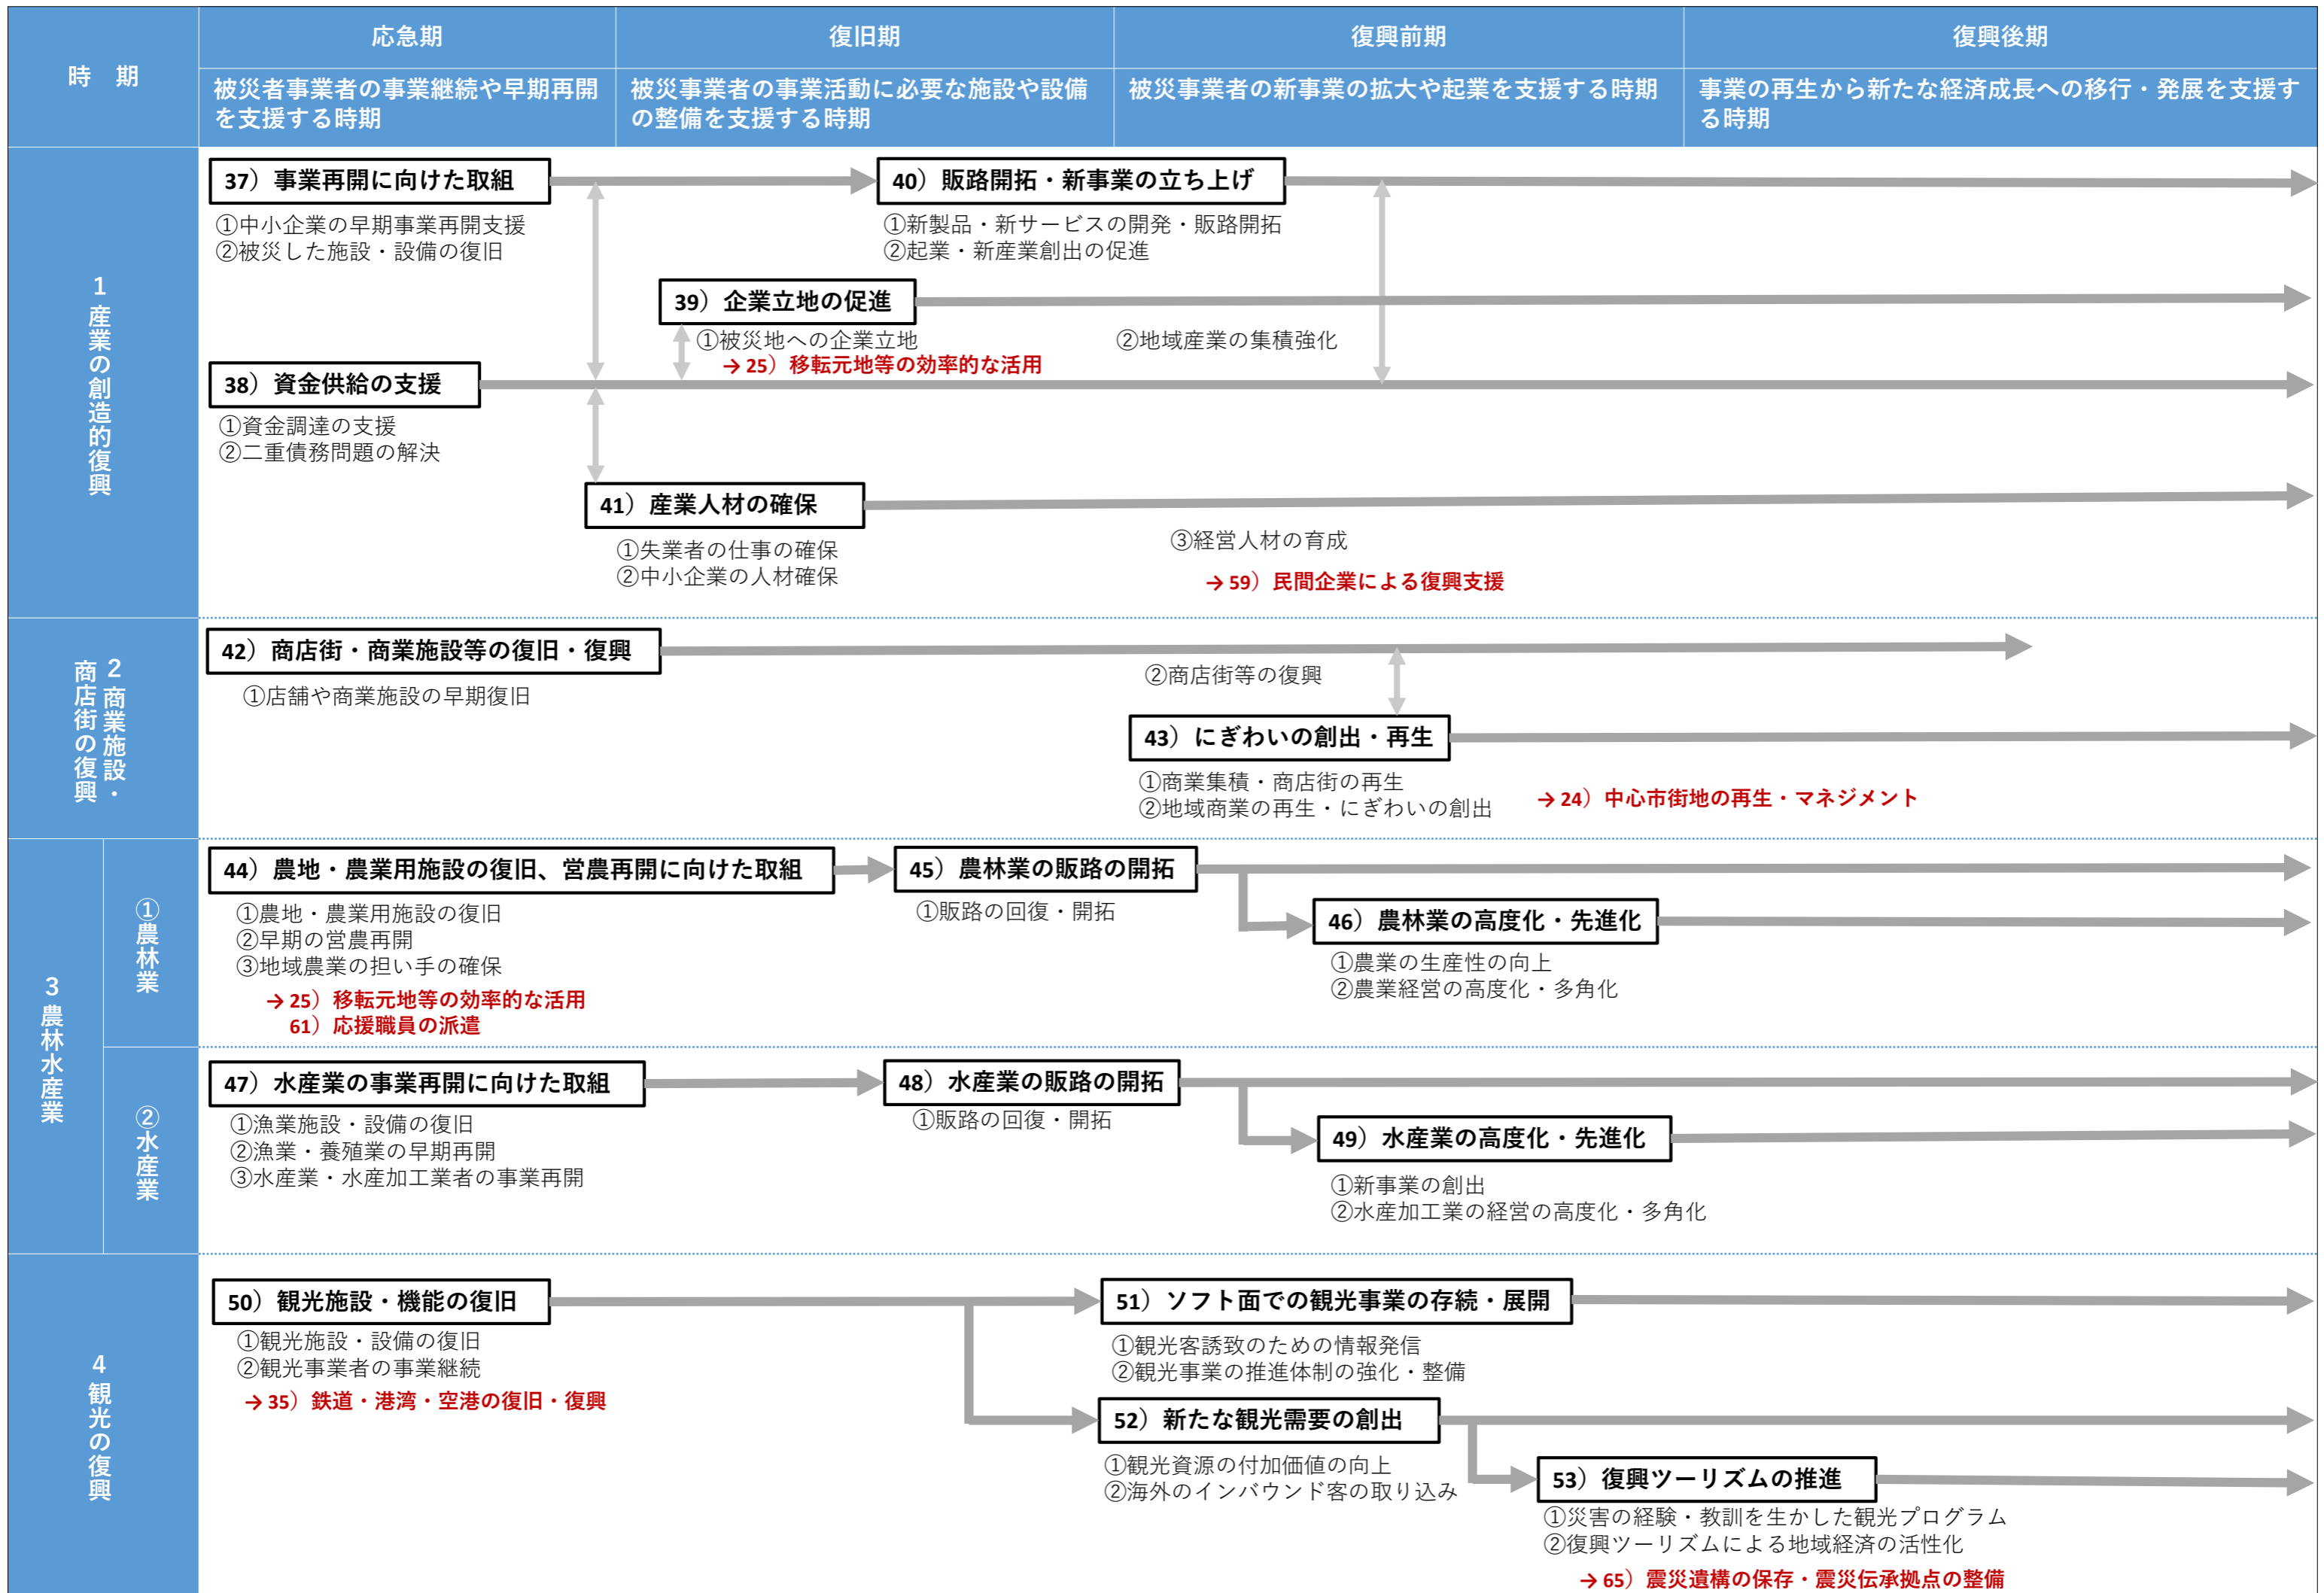 時　期
応急期
復旧期
復興前期
復興後期
被災者事業者の事業継続や早期再開
を支援する時期
被災事業者の事業活動に必要な施設や設備
の整備を支援する時期
被災事業者の新事業の拡大や起業を支援する時期
事業の再生から新たな経済成長への移行・発展を支援す
る時期
1 産業の創造的復興
37）事業再開に向けた取組
①中小企業の早期事業再開支援
②被災した施設・設備の復旧
40）販路開拓・新事業の立ち上げ
①新製品・新サービスの開発・販路開拓
②起業・新産業創出の促進
39）企業立地の促進
①被災地への企業立地
→ 25）移転元地等の効率的な活用
②地域産業の集積強化
38）資金供給の支援
①資金調達の支援
②二重債務問題の解決
41）産業人材の確保
①失業者の仕事の確保
②中小企業の人材確保
③経営人材の育成
→ 59）民間企業による復興支援
2 商業施設・
商店街の復興
42）商店街・商業施設等の復旧・復興
①店舗や商業施設の早期復旧
②商店街等の復興
43）にぎわいの創出・再生
①商業集積・商店街の再生
②地域商業の再生・にぎわいの創出
→ 24）中心市街地の再生・マネジメント
3 農林水産業
①農林業
44）農地・農業用施設の復旧、営農再開に向けた取組
①農地・農業用施設の復旧
②早期の営農再開
③地域農業の担い手の確保
→ 25）移転元地等の効率的な活用
61）応援職員の派遣
45）農林業の販路の開拓
①販路の回復・開拓
46）農林業の高度化・先進化
①農業の生産性の向上
②農業経営の高度化・多角化
②水産業
47）水産業の事業再開に向けた取組
①漁業施設・設備の復旧
②漁業・養殖業の早期再開
③水産業・水産加工業者の事業再開
48）水産業の販路の開拓
①販路の回復・開拓
49）水産業の高度化・先進化
①新事業の創出
②水産加工業の経営の高度化・多角化
4 観光の復興
50）観光施設・機能の復旧
①観光施設・設備の復旧
②観光事業者の事業継続
→ 35）鉄道・港湾・空港の復旧・復興
51）ソフト面での観光事業の存続・展開
①観光客誘致のための情報発信
②観光事業の推進体制の強化・整備
52）新たな観光需要の創出
①観光資源の付加価値の向上
②海外のインバウンド客の取り込み
53）復興ツーリズムの推進
①災害の経験・教訓を生かした観光プログラム
②復興ツーリズムによる地域経済の活性化
→ 65）震災遺構の保存・震災伝承拠点の整備